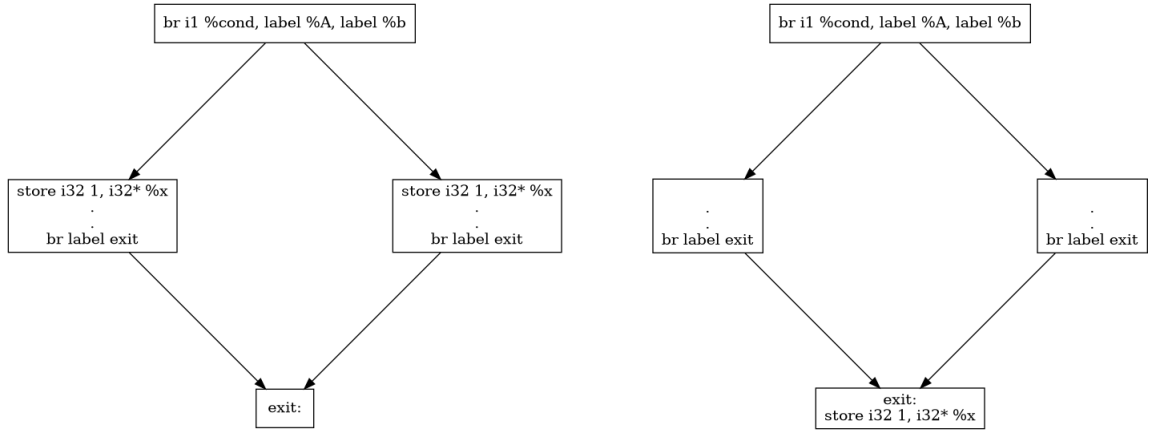 br i1 %cond, label %A, label %b
store i32 1, i32* %x
.
.
br label exit
store i32 1, i32* %x
.
.
br label exit
exit:
br i1 %cond, label %A, label %b
.
.
br label exit
.
.
br label exit
exit:
store i32 1, i32* %x